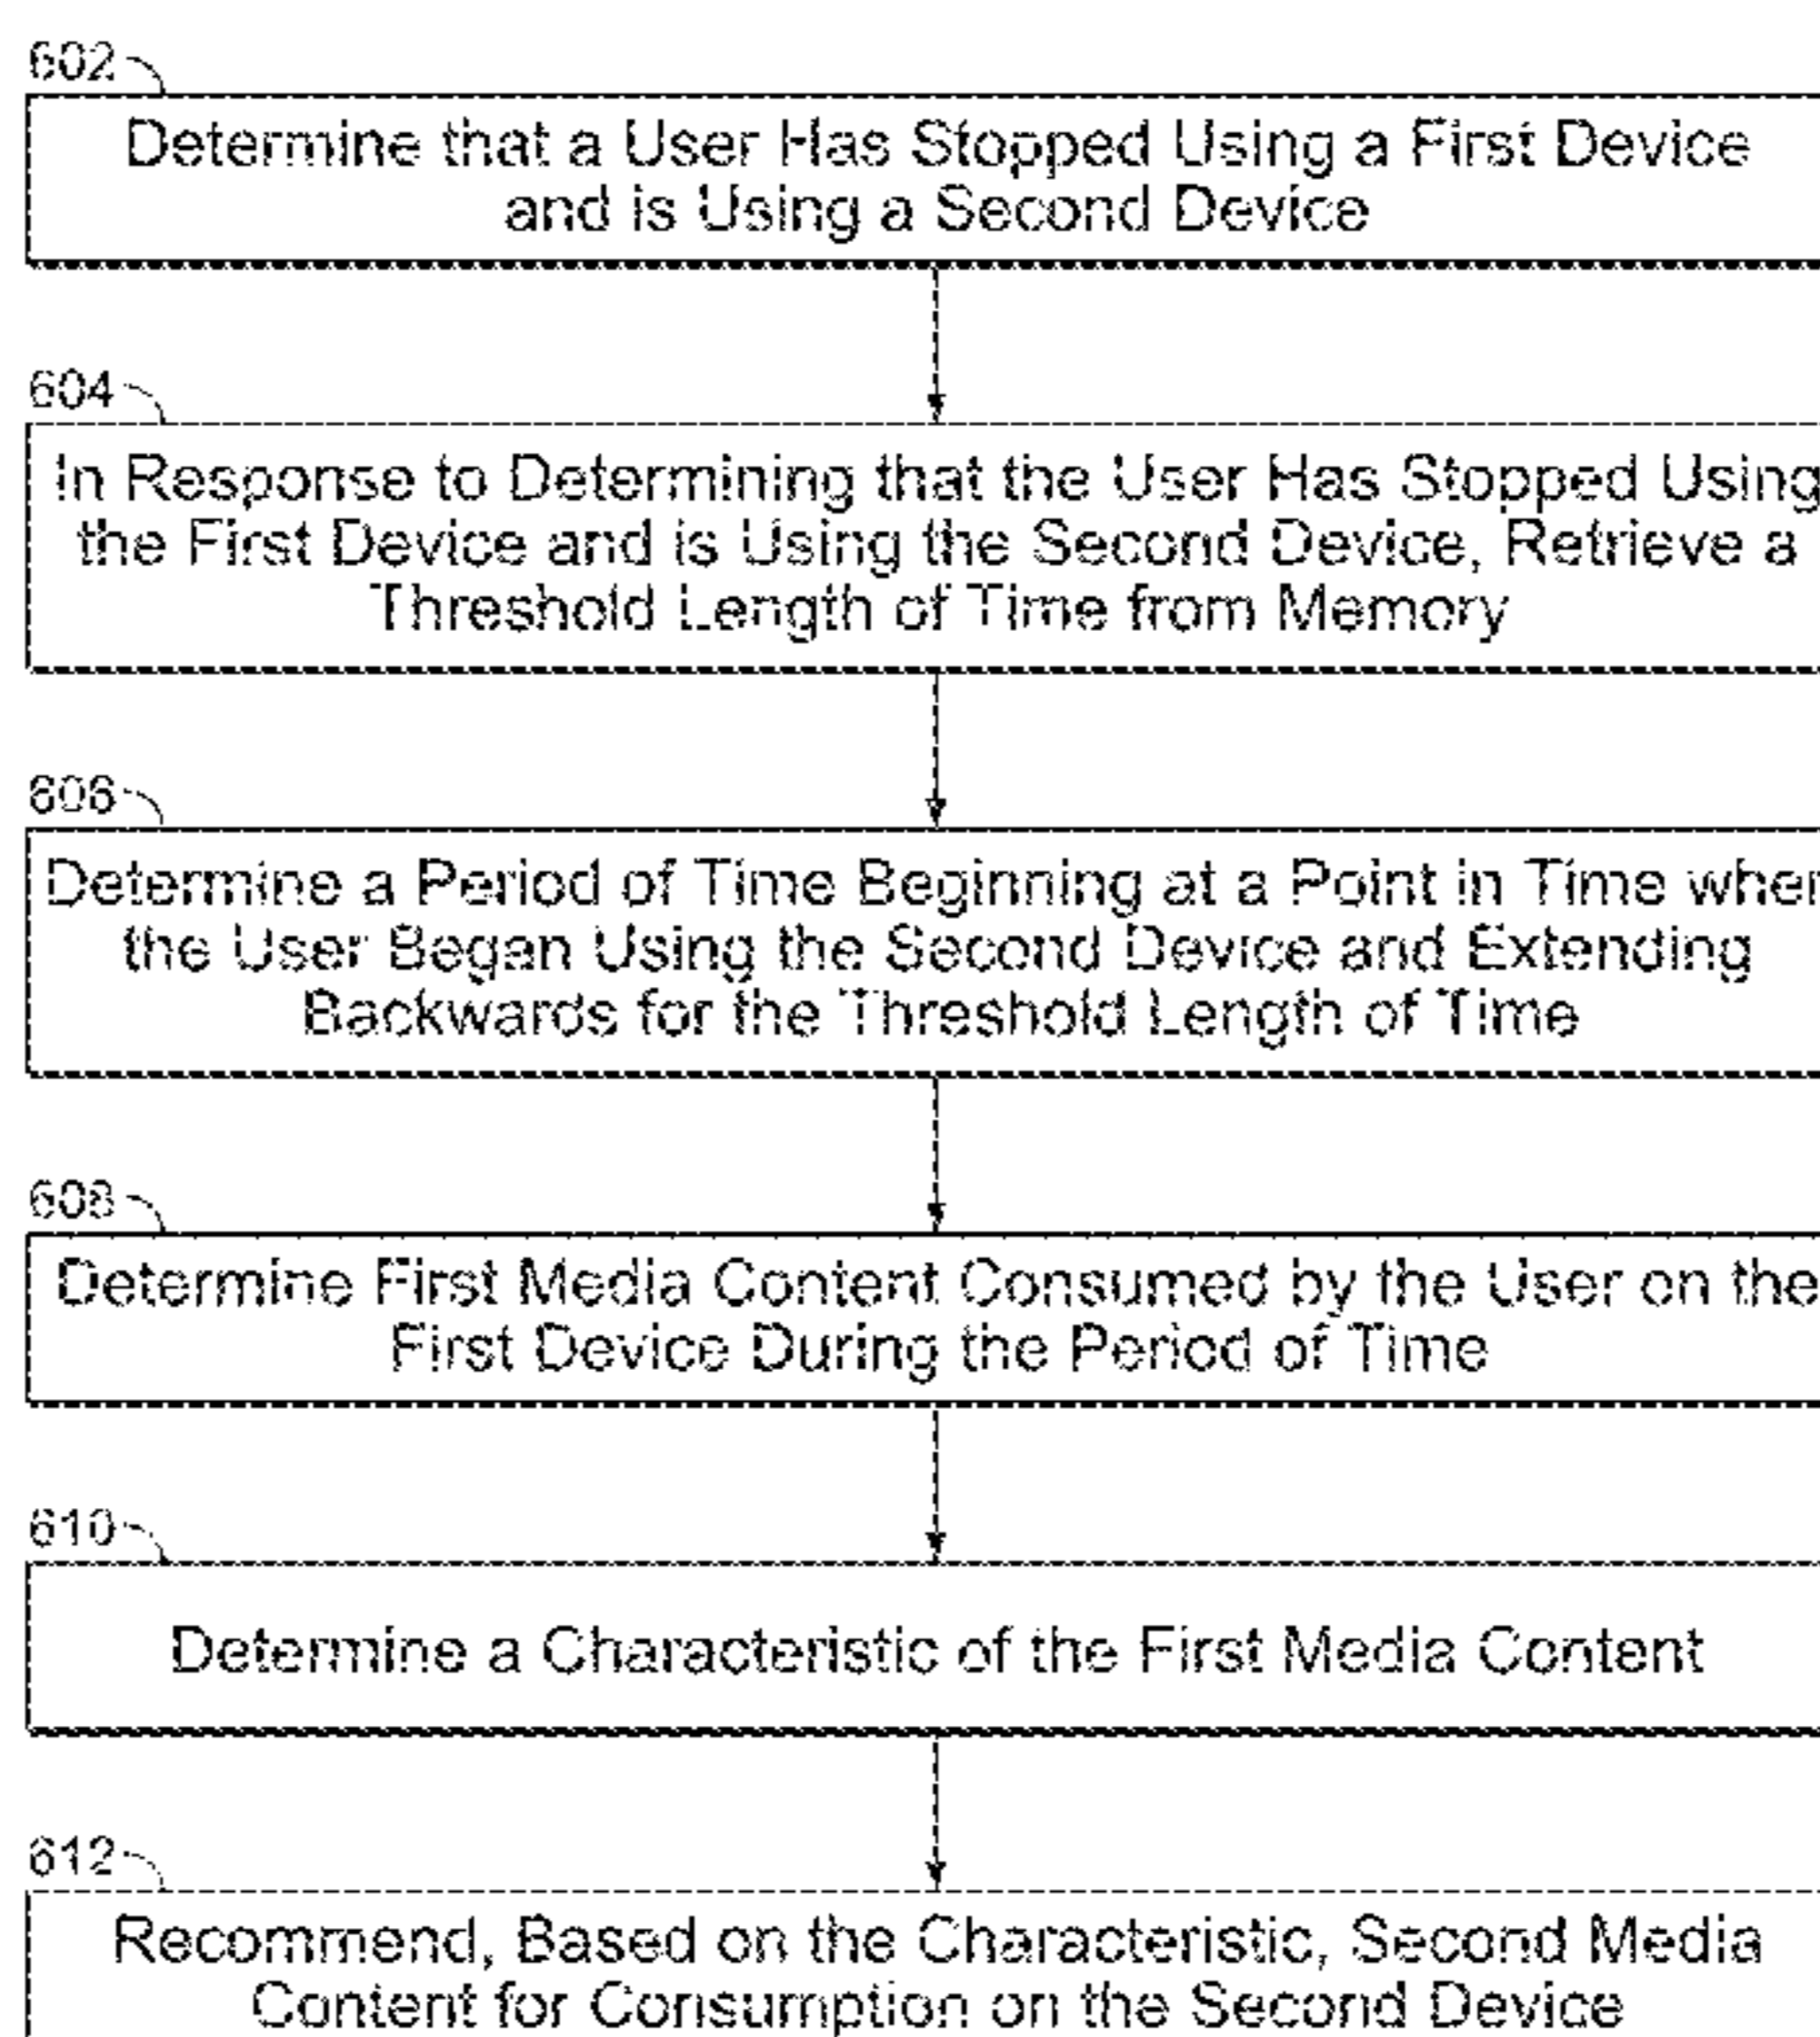 602
Determine that a User Has Stopped Using a First Device
and is Using a Second Device
604
In Response to Determining that the User Has Stopped Using
the First Device and is Using the Second Device, Retrieve a
Threshold Length of Time from Memory
606
Determine a Period of Time Beginning at a Point in Time when
the User Began Using the Second Device and Extending
Backwards for the Threshold Length of Time
608
Determine First Media Content Consumed by the User on the
First Device During the Period of Time
610
Determine a Characteristic of the First Media Content
612
Recommend, Based on the Characteristic, Second Media
Content for Consumption on the Second Device